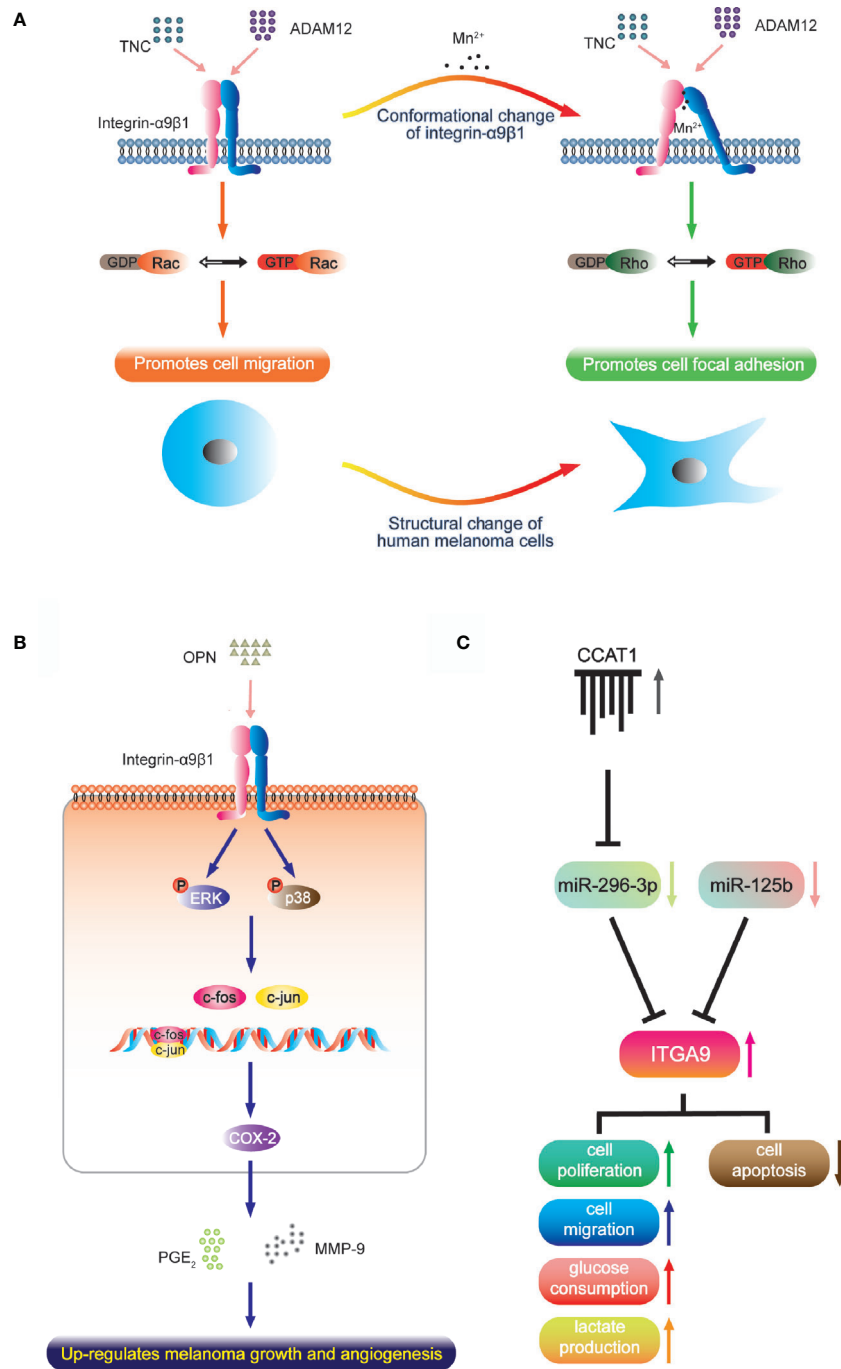 A
TNC
ADAM12
Mn2+
TNC
ADAM12
Integrin-α9β1
Conformational change
of integrin-α9β1
Mn2+
GDP Rac
GTP Rac
GDP Rho
GTP Rho
Promotes cell migration
Promotes cell focal adhesion
Structural change of
human melanoma cells
B
OPN
Integrin-α9β1
P
ERK
P
p38
c-fos
c-jun
c-fos
c-jun
COX-2
PGE2
MMP-9
Up-regulates melanoma growth and angiogenesis
C
CCAT1
miR-296-3p
miR-125b
ITGA9
cell
poliferation
cell
apoptosis
cell
migration
glucose
consumption
lactate
production